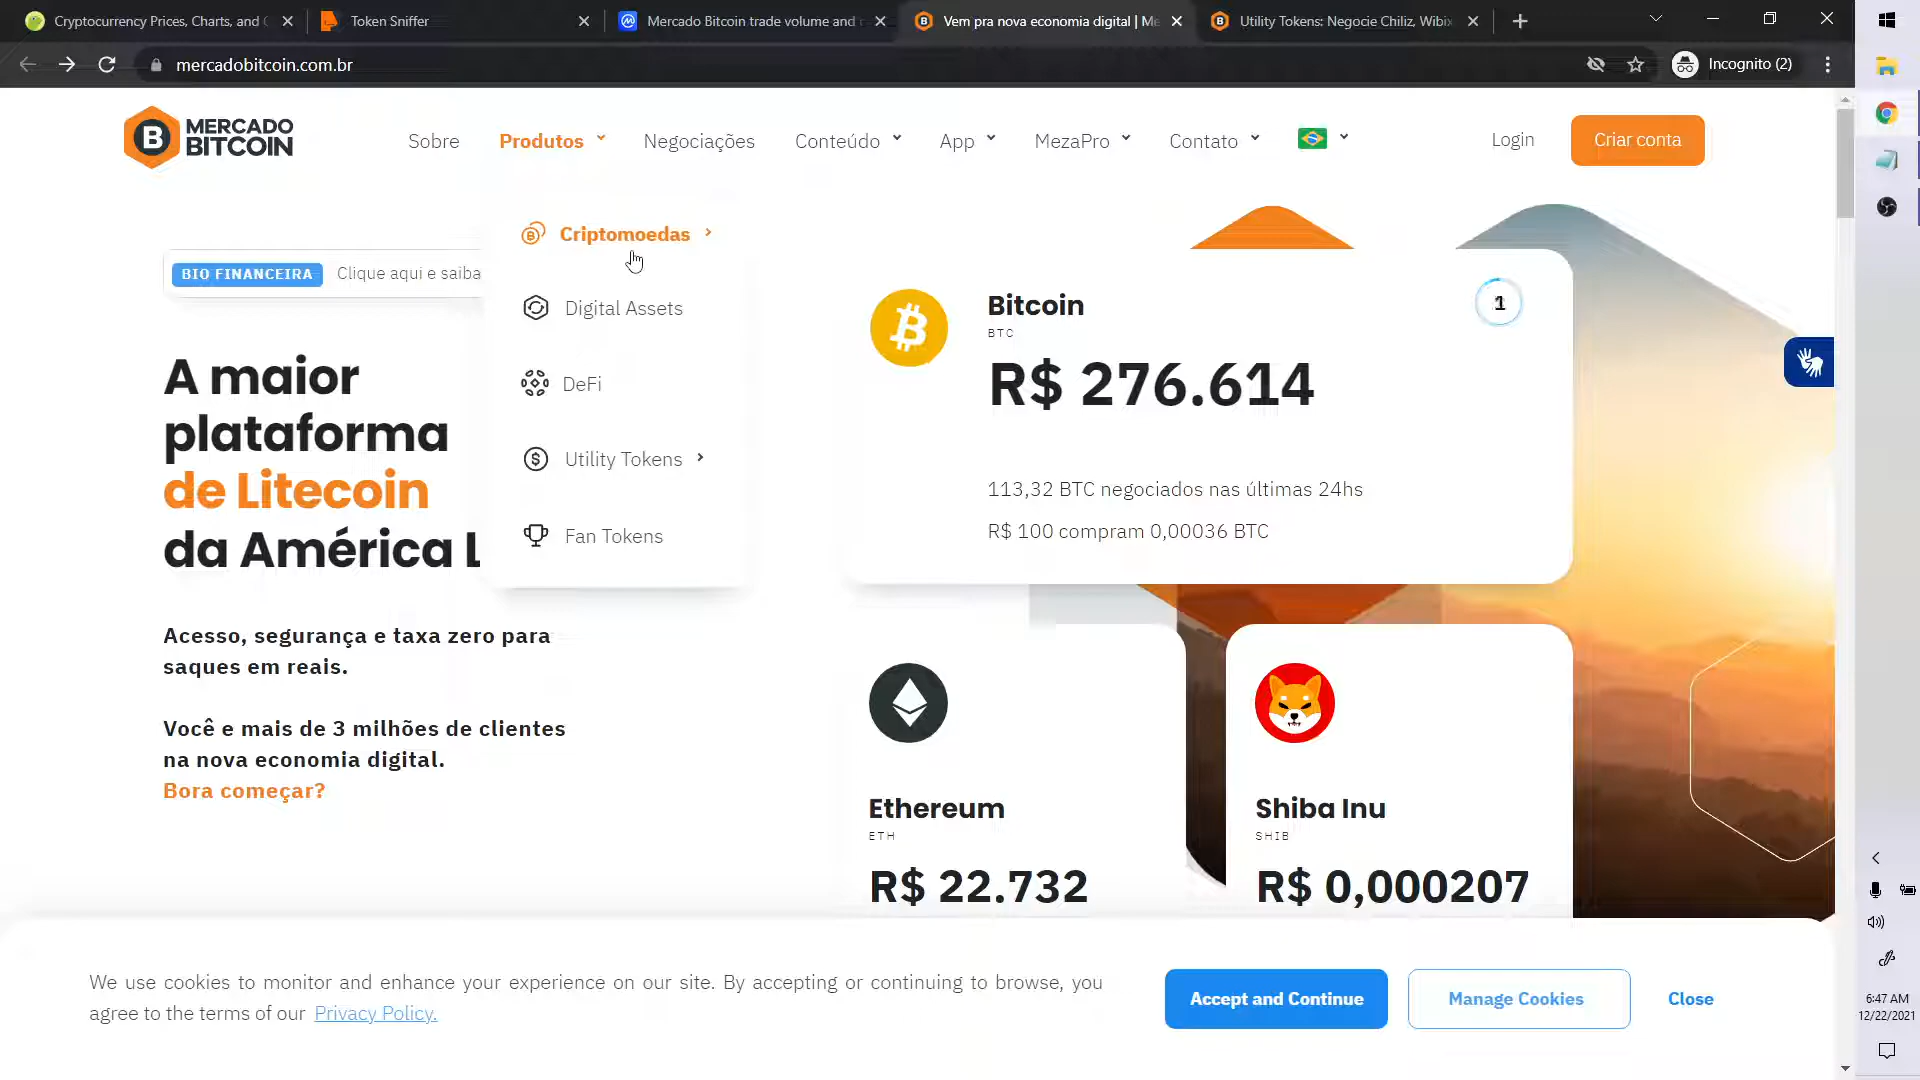 Cryptocurrency Prices, Charts, and C
Token Sniffer
Mercado Bitcoin trade volume and
Vem pra nova economia digital | Me
Utility Tokens: Negocie Chiliz, Wibix
mercadobitcoin.com.br
Incognito (2)
MERCADO
BITCOIN
Sobre
Produtos
Negociações
Conteúdo
App
MezaPro
Contato
Login
Criar conta
Criptomoedas
Digital Assets
DeFi
Utility Tokens
Fan Tokens
BIO FINANCEIRA Clique aqui e saiba
A maior
plataforma
de Litecoin
da América L
Acesso, segurança e taxa zero para
saques em reais.
Você e mais de 3 milhões de clientes
na nova economia digital.
Bora começar?
Bitcoin
BTC
1
R$ 276.614
113,32 BTC negociados nas últimas 24hs
R$ 100 compram 0,00036 BTC
Ethereum
ETH
R$ 22.732
Shiba Inu
SHIB
R$ 0,000207
We use cookies to monitor and enhance your experience on our site. By accepting or continuing to browse, you
agree to the terms of our Privacy Policy.
Accept and Continue
Manage Cookies
Close
6:47 AM
12/22/2021